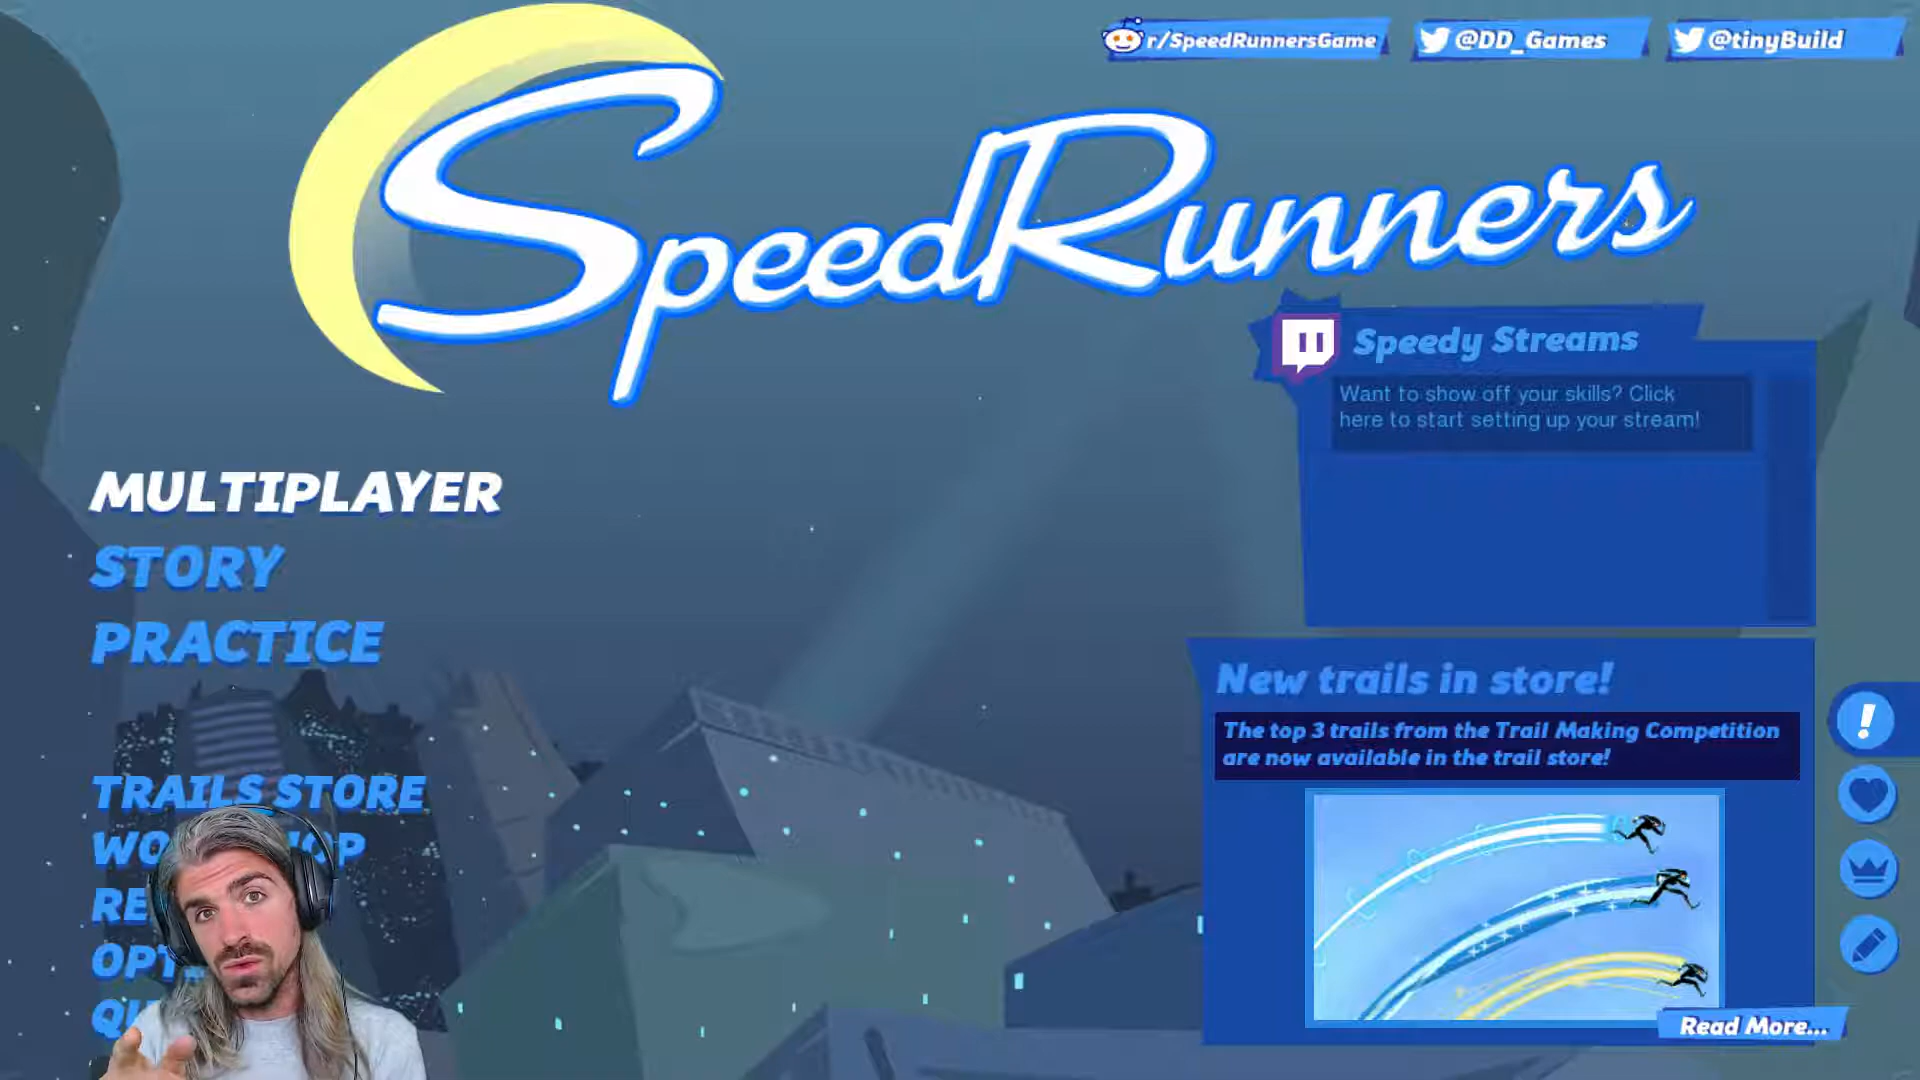 r/SpeedRunnersGame
@DD_Games
@tinyBuild
SpeedRunners
Speedy Streams
Want to show off your skills? Click
here to start setting up your stream!
MULTIPLAYER
STORY
PRACTICE
TRAILS STORE
New trails in store!
The top 3 trails from the Trail Making Competition
are now available in the trail store!
Read More...